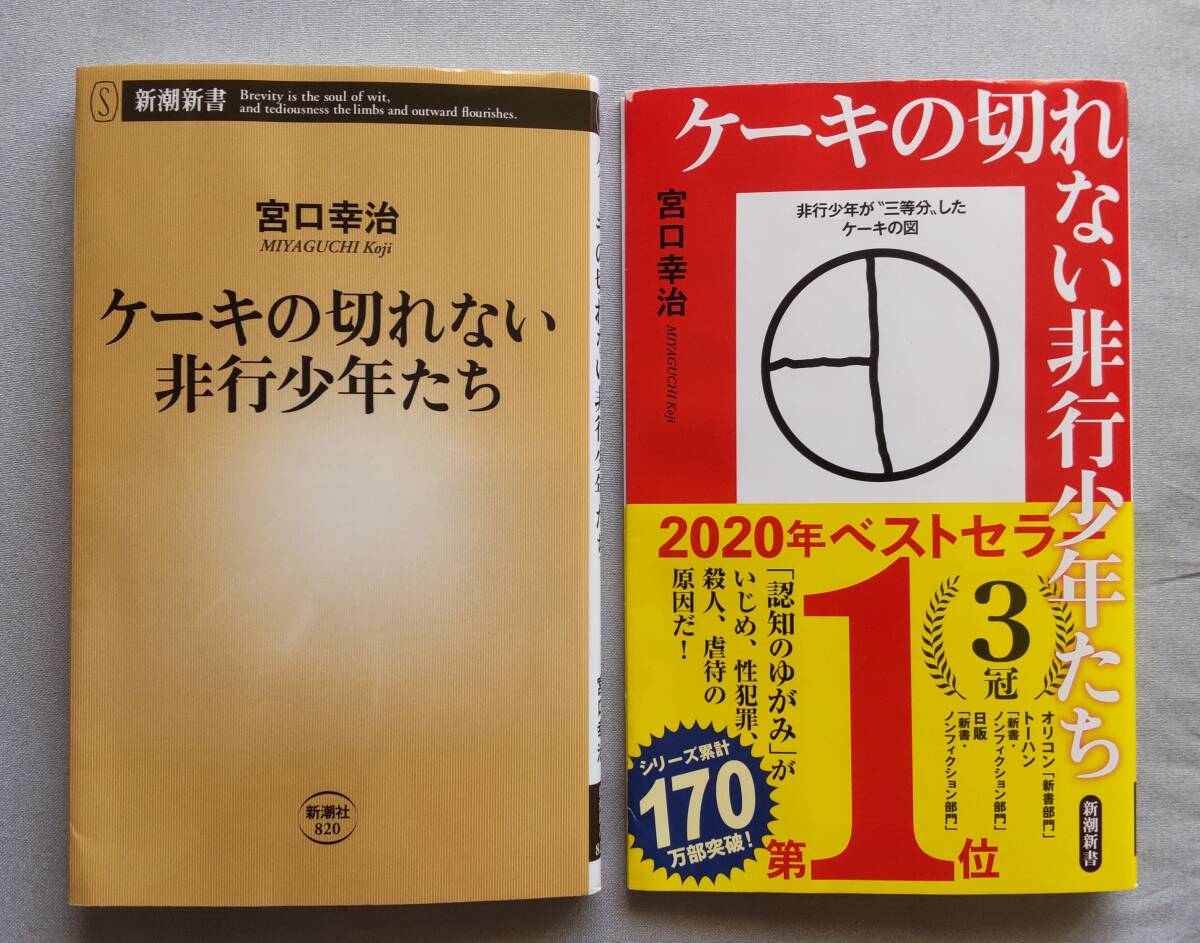 新潮新書
Brevity is the soul of wit,
and tediousness the limbs and outward flourishes.
宮口幸治
MIYAGUCHI Koji
ケーキの切れない
非行少年たち
新潮社
820
ケーキの切れ
ない非行少年たち
宮口幸治
MIYAGUCHI Koji
非行少年が〝三等分〟した
ケーキの図
2020年ベストセラー
第1位
3冠
オリコン「新書部門」
トーハン
「新書・
ノンフィクション部門」
日販
「新書・
ノンフィクション部門」
「認知のゆがみ」が
いじめ、性犯罪、
殺人、虐待の
原因だ!
シリーズ累計
170
万部突破!
新潮新書